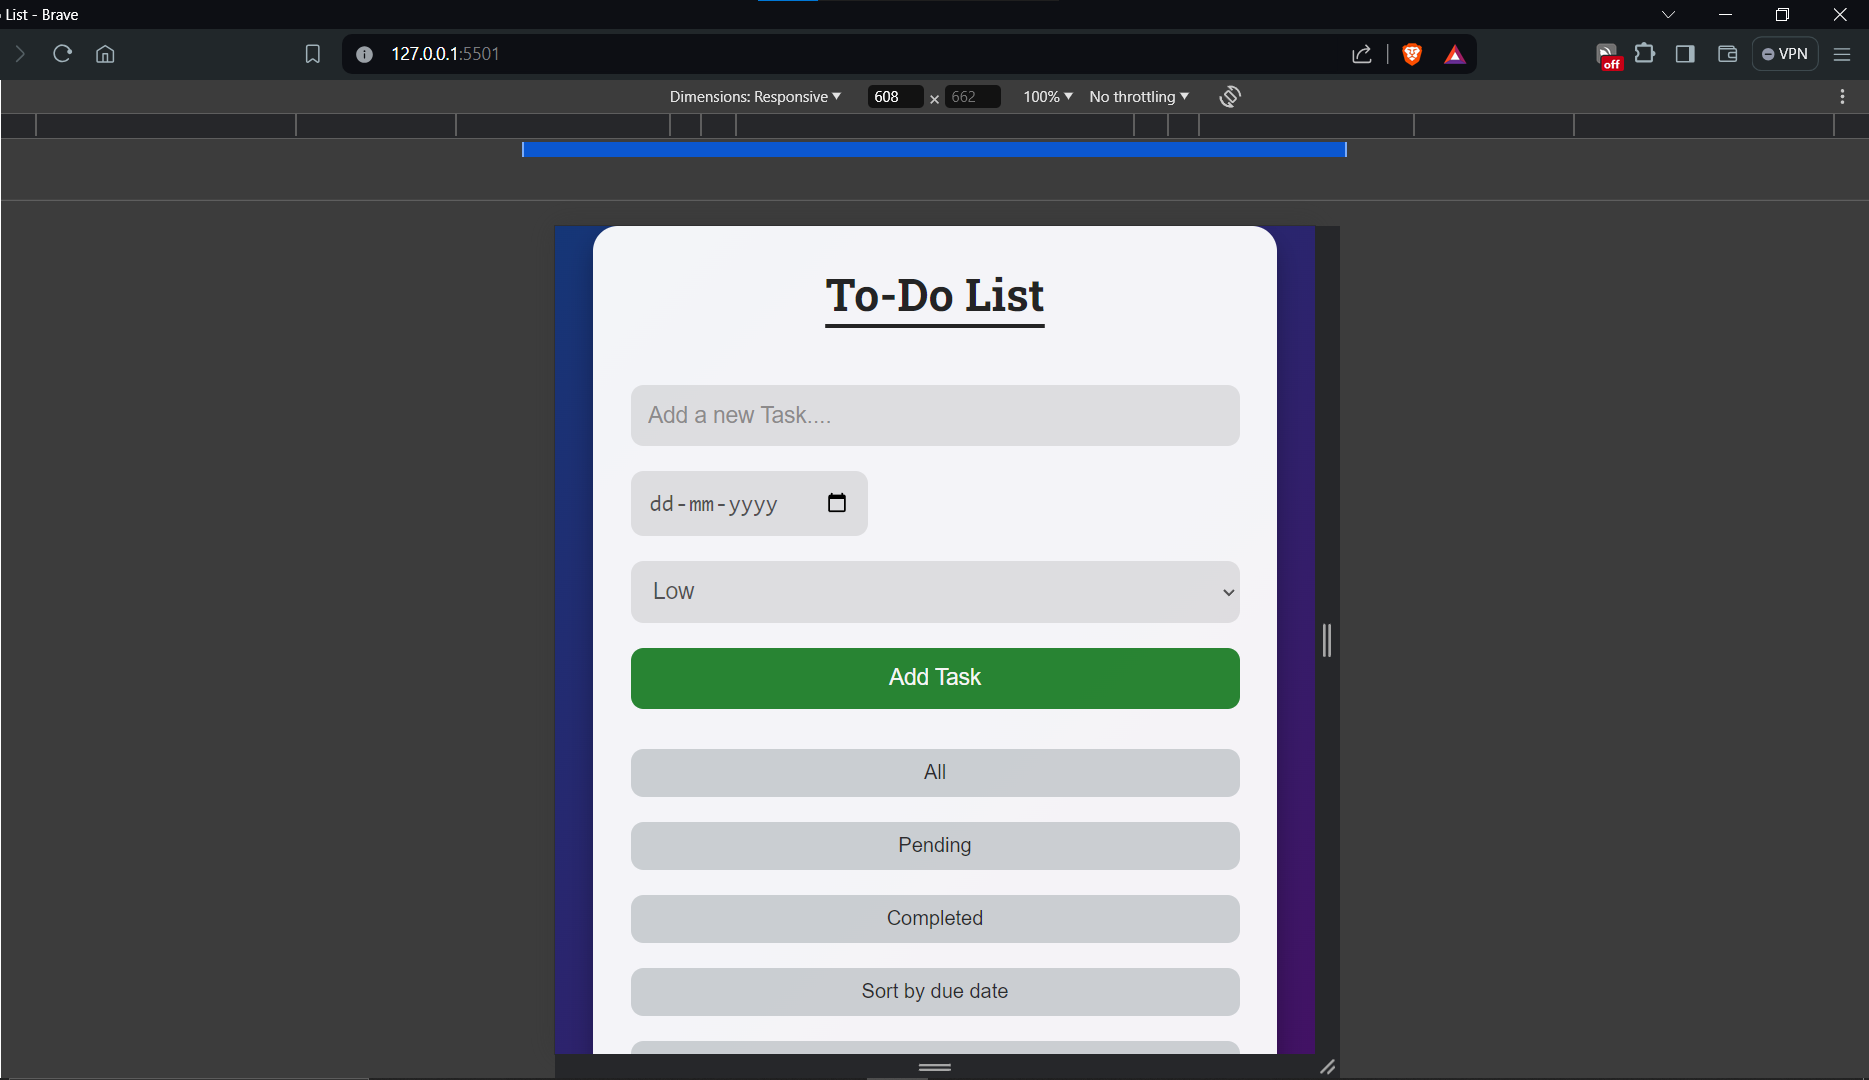 List - Brave
127.0.0.1:5501
off
VPN
Dimensions: Responsive 608 × 662 100% No throttling
To-Do List
Add a new Task....
dd-mm-yyyy
Low
Add Task
All
Pending
Completed
Sort by due date